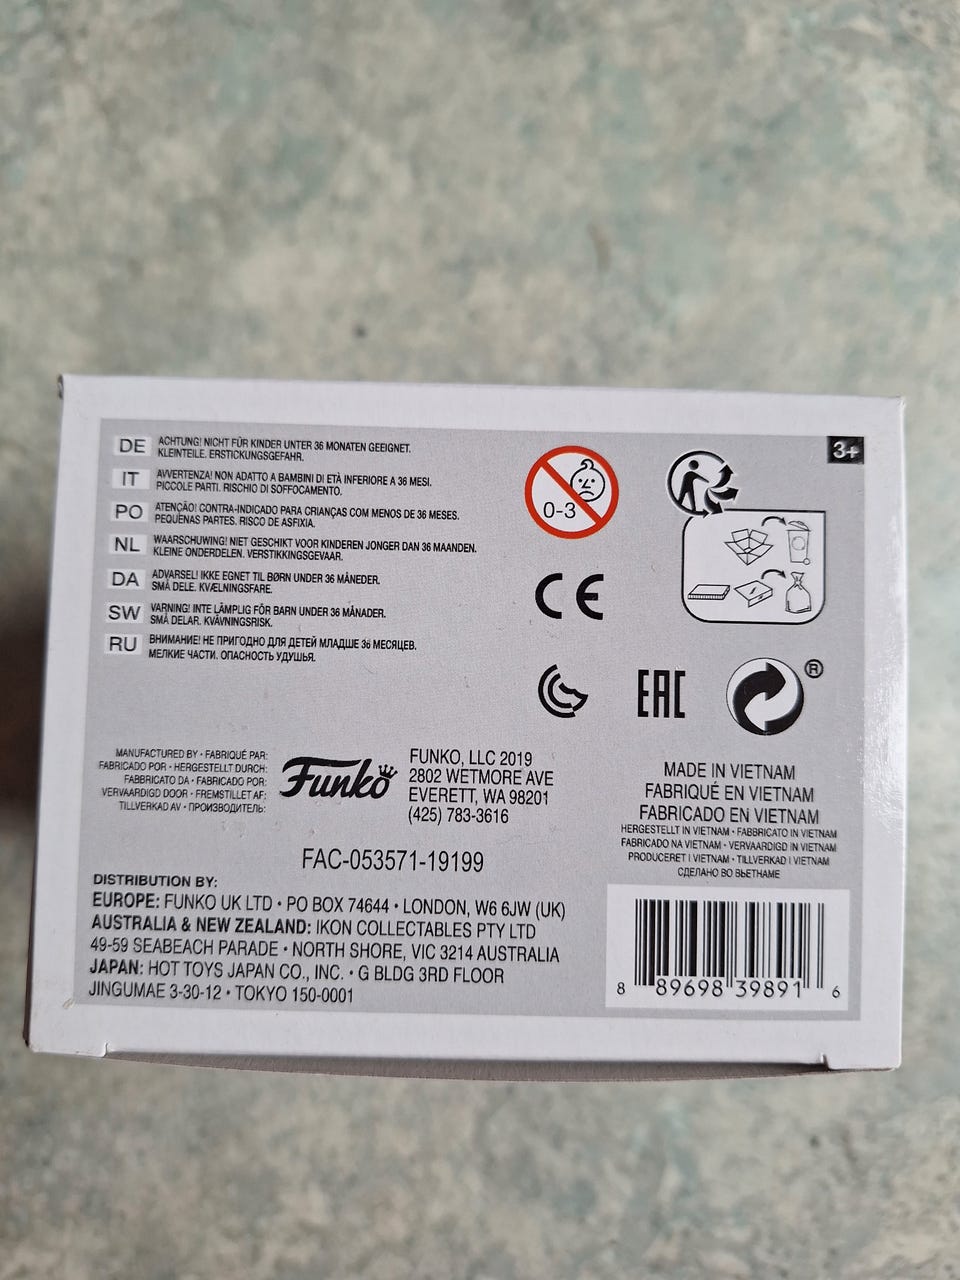 DE ACHTUNG! NICHT FÜR KINDER UNTER 36 MONATEN GEEIGNET.
KLEINTEILE. ERSTICKUNGSGEFAHR.
IT AVVERTENZA! NON ADATTO A BAMBINI DI ETÀ INFERIORE A 36 MESI.
PICCOLE PARTI. RISCHIO DI SOFFOCAMENTO.
PO ATENÇÃO! CONTRA-INDICADO PARA CRIANÇAS COM MENOS DE 36 MESES.
PEQUENAS PARTES. RISCO DE ASFIXIA.
NL WAARSCHUWING! NIET GESCHIKT VOOR KINDEREN JONGER DAN 36 MAANDEN.
KLEINE ONDERDELEN. VERSTIKKINGSGEVAAR.
DA ADVARSEL! IKKE EGNET TIL BØRN UNDER 36 MÅNEDER.
SMÅ DELE. KVÆLNINGSFARE.
SW VARNING! INTE LÄMPLIG FÖR BARN UNDER 36 MÅNADER.
SMÅ DELAR. KVÄVNINGSRISK.
RU ВНИМАНИЕ! НЕ ПРИГОДНО ДЛЯ ДЕТЕЙ МЛАДШЕ 36 МЕСЯЦЕВ.
МЕЛКИЕ ЧАСТИ. ОПАСНОСТЬ УДУШЬЯ.
0-3
3+
CE
EAC
®
MANUFACTURED BY • FABRIQUÉ PAR:
FABRICADO POR • HERGESTELLT DURCH:
FABBRICATO DA • FABRICADO POR:
VERVAARDIGD DOOR • FREMSTILLET AF:
TILLVERKAD AV • ПРОИЗВОДИТЕЛЬ:
Funko
FUNKO, LLC 2019
2802 WETMORE AVE
EVERETT, WA 98201
(425) 783-3616
FAC-053571-19199
MADE IN VIETNAM
FABRIQUÉ EN VIETNAM
FABRICADO EN VIETNAM
HERGESTELLT IN VIETNAM • FABBRICATO IN VIETNAM
FABRICADO NA VIETNAM • VERVAARDIGD IN VIETNAM
PRODUCERET I VIETNAM • TILLVERKAD I VIETNAM
СДЕЛАНО ВО ВЬЕТНАМЕ
DISTRIBUTION BY:
EUROPE: FUNKO UK LTD • PO BOX 74644 • LONDON, W6 6JW (UK)
AUSTRALIA & NEW ZEALAND: IKON COLLECTABLES PTY LTD
49-59 SEABEACH PARADE • NORTH SHORE, VIC 3214 AUSTRALIA
JAPAN: HOT TOYS JAPAN CO., INC. • G BLDG 3RD FLOOR
JINGUMAE 3-30-12 • TOKYO 150-0001
8 89698 39891 6